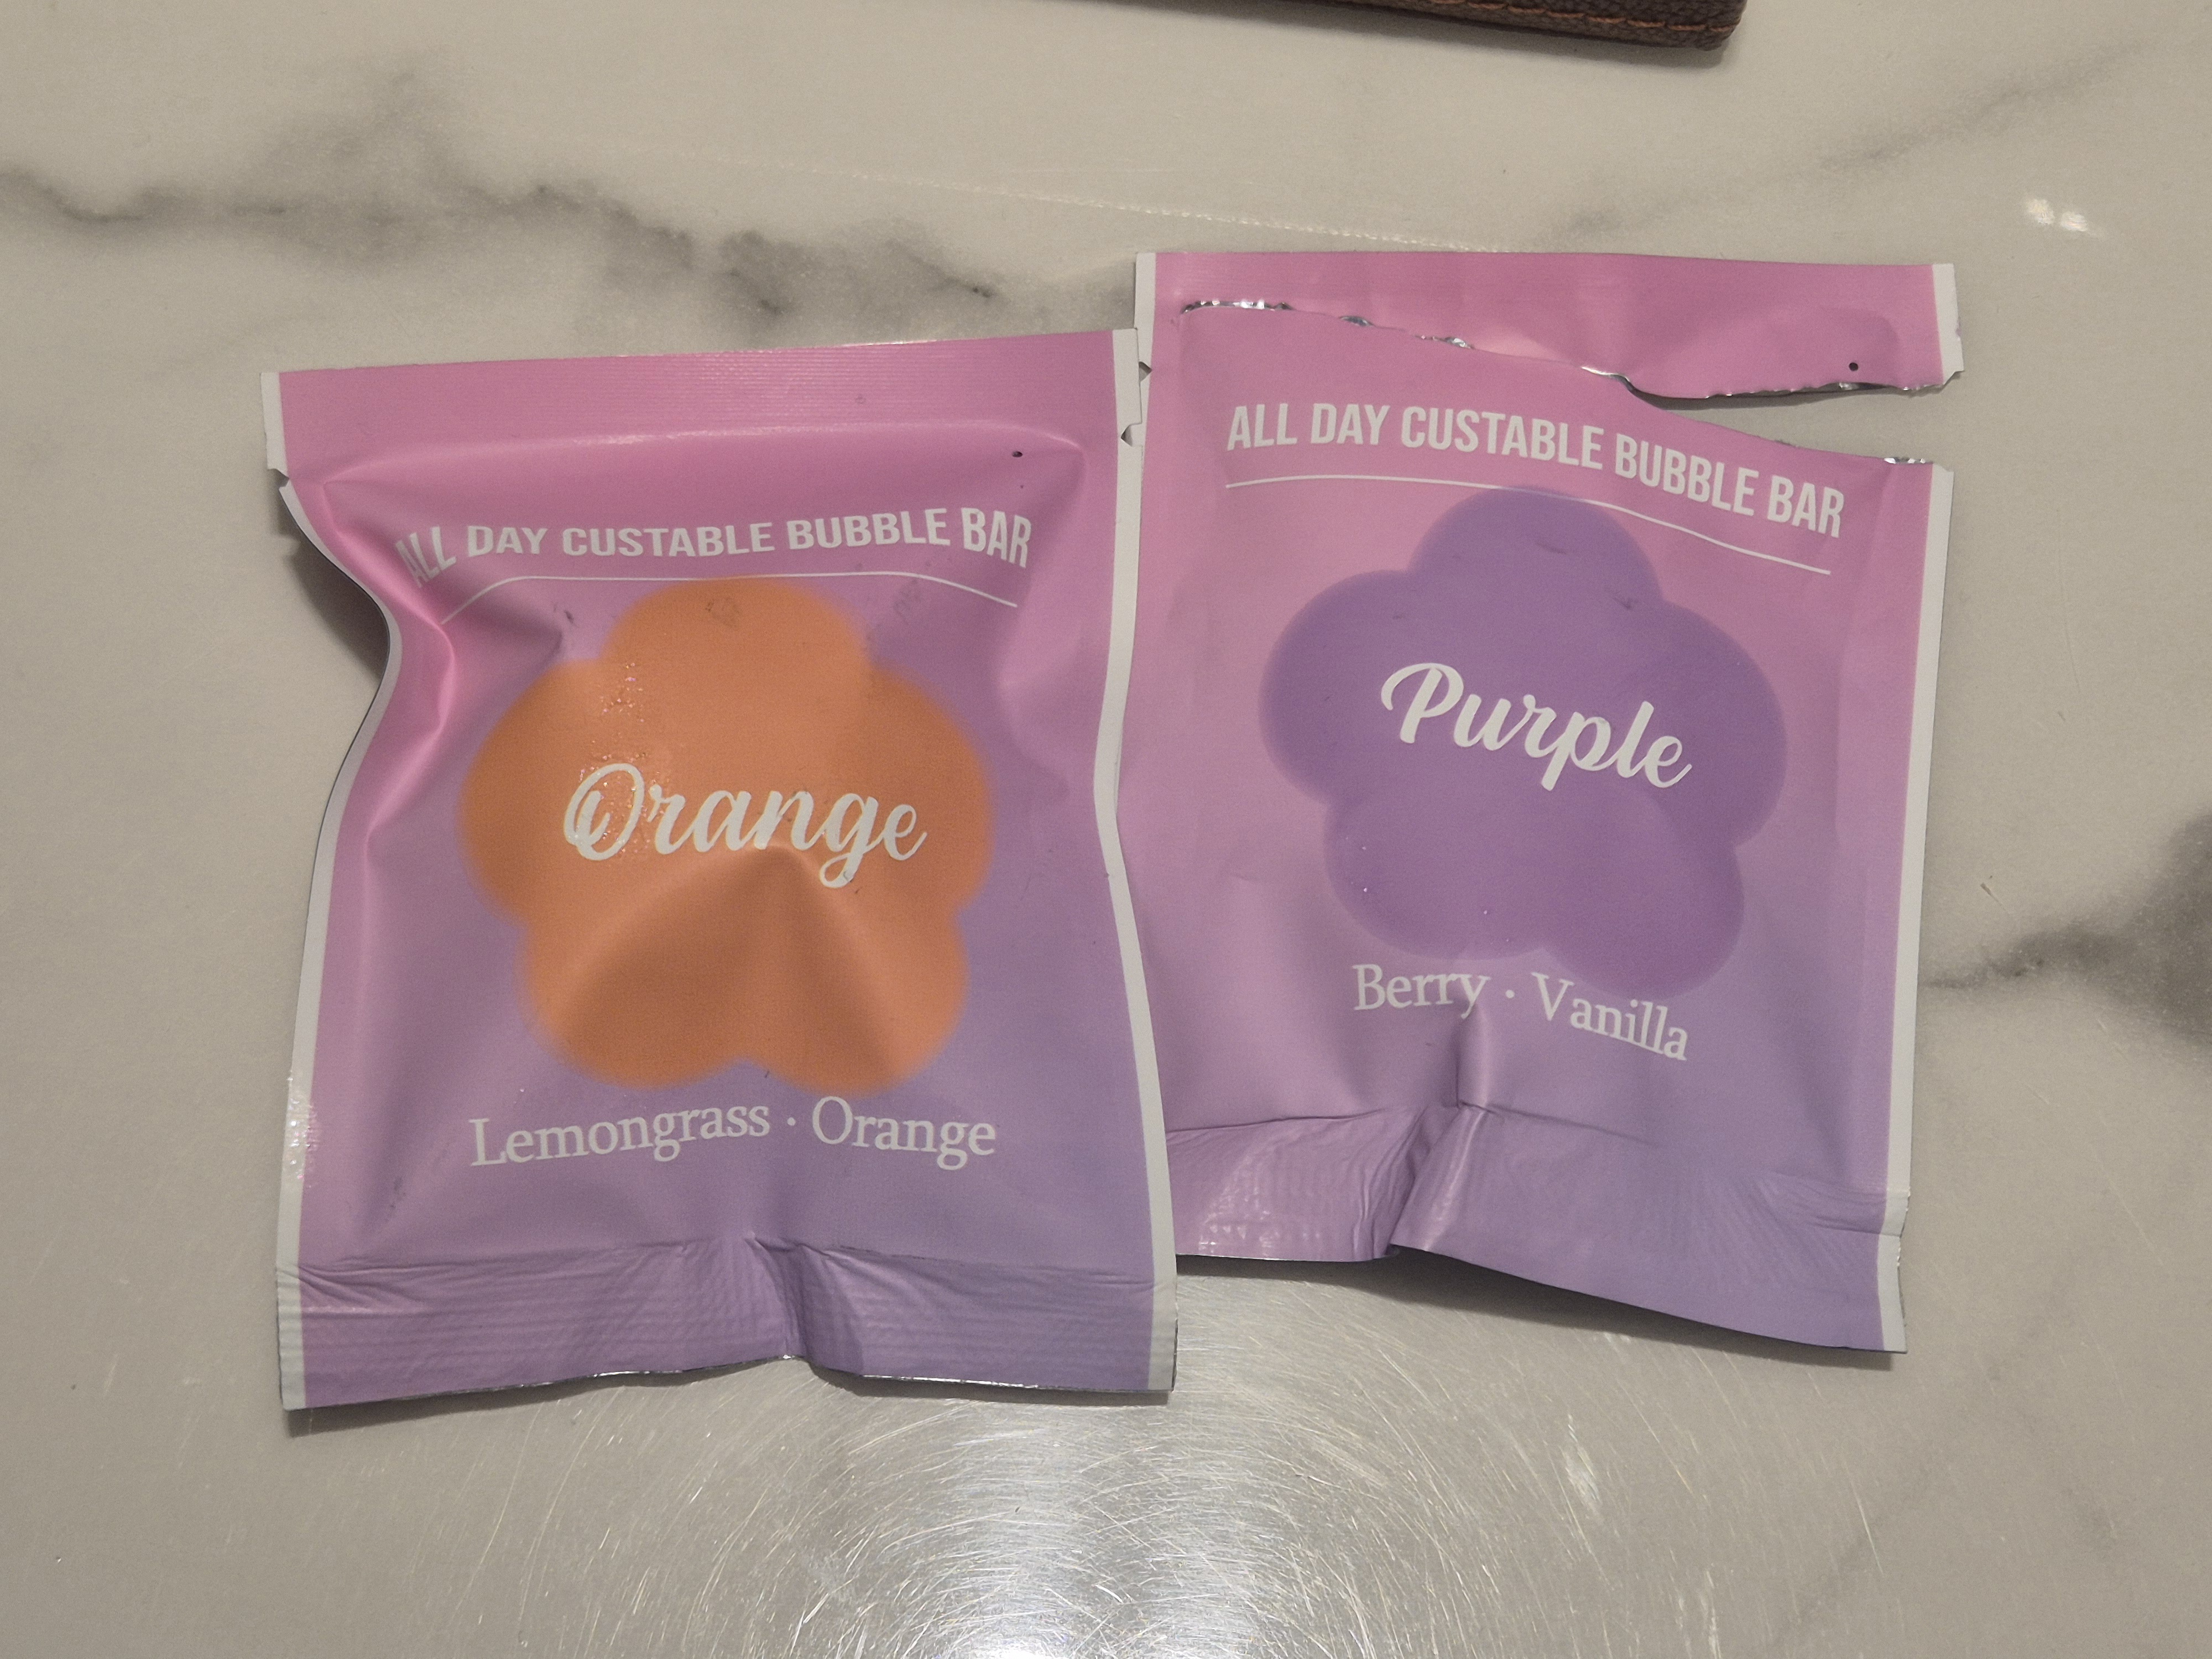 ALL DAY CUSTABLE BUBBLE BAR
Orange
Lemongrass · Orange
ALL DAY CUSTABLE BUBBLE BAR
Purple
Berry · Vanilla